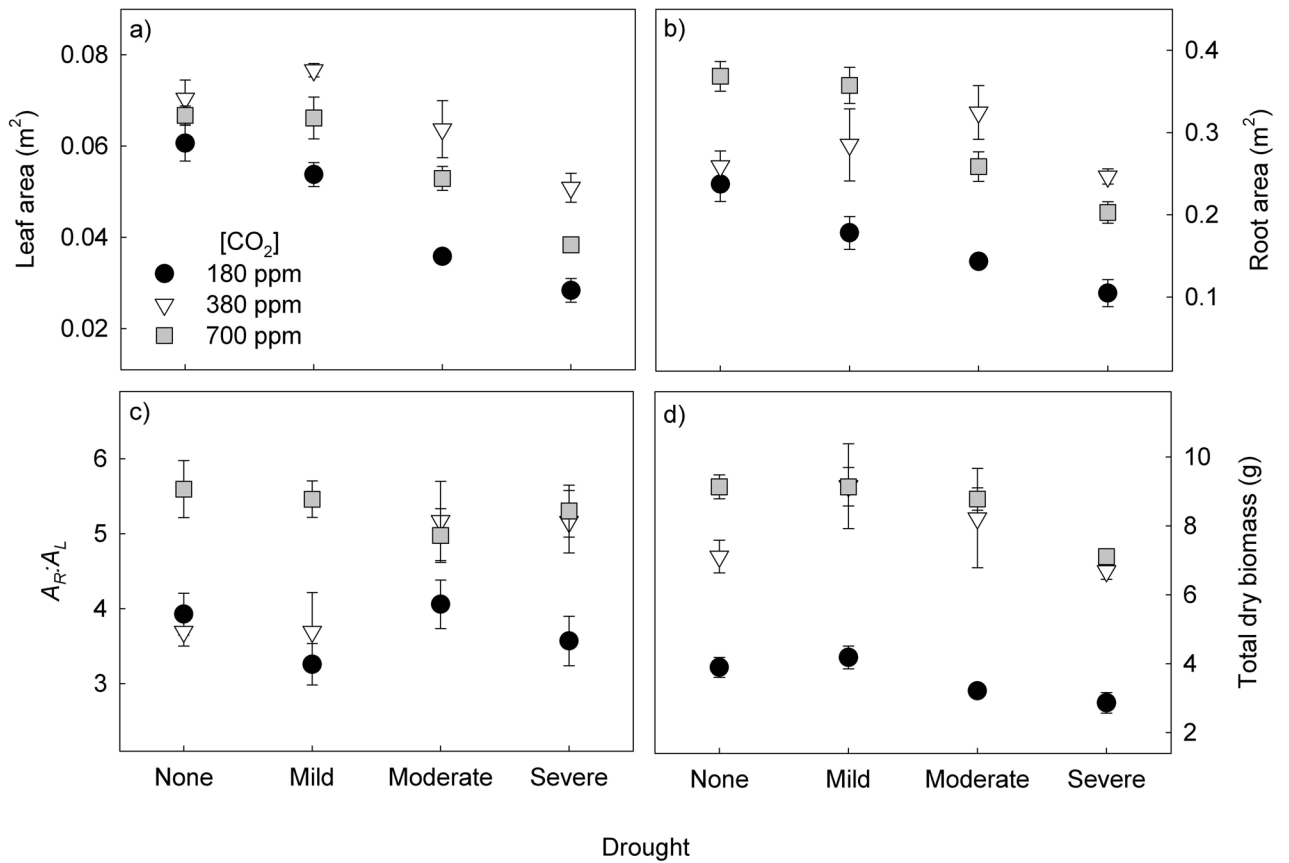 a)
0.08
0.06
0.04
0.02
Leaf area (m²)
[CO₂]
180 ppm
380 ppm
700 ppm
b)
0.4
0.3
0.2
0.1
Root area (m²)
c)
6
5
4
3
A_R:A_L
d)
10
8
6
4
2
Total dry biomass (g)
None Mild Moderate Severe
None Mild Moderate Severe
Drought